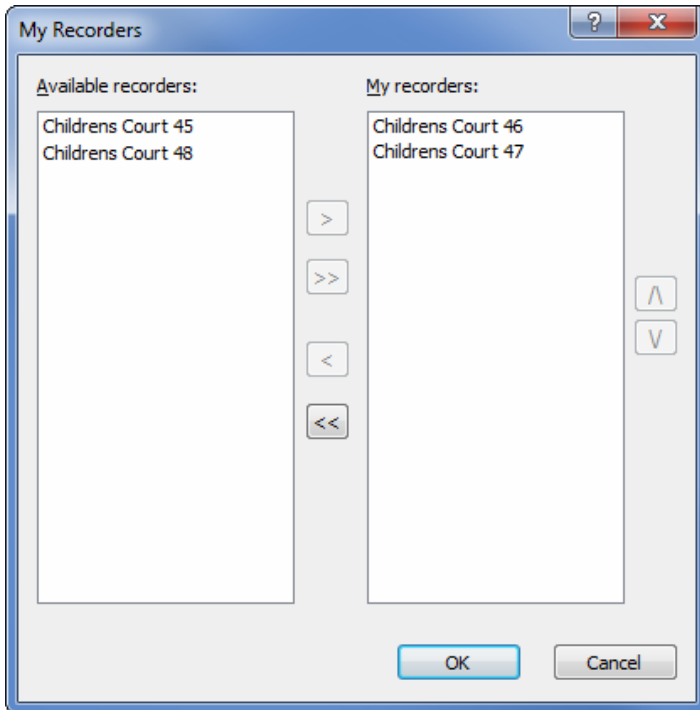 My Recorders
?
X
Available recorders:
My recorders:
Childrens Court 45
Childrens Court 48
Childrens Court 46
Childrens Court 47
>
>>
<
<<
/\
\/
OK
Cancel